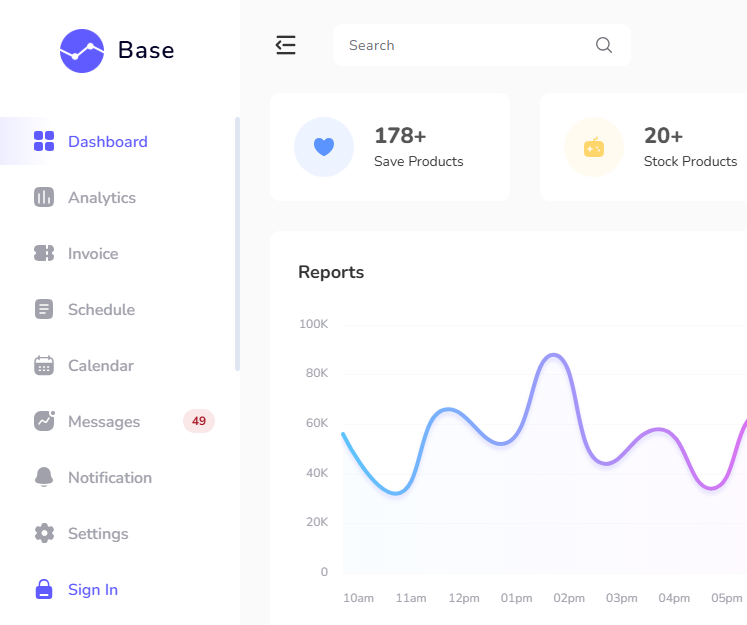 Base
Dashboard
Analytics
Invoice
Schedule
Calendar
Messages 49
Notification
Settings
Sign In
Search
178+
Save Products
20+
Stock Products
Reports
100K
80K
60K
40K
20K
0
10am 11am 12pm 01pm 02pm 03pm 04pm 05pm